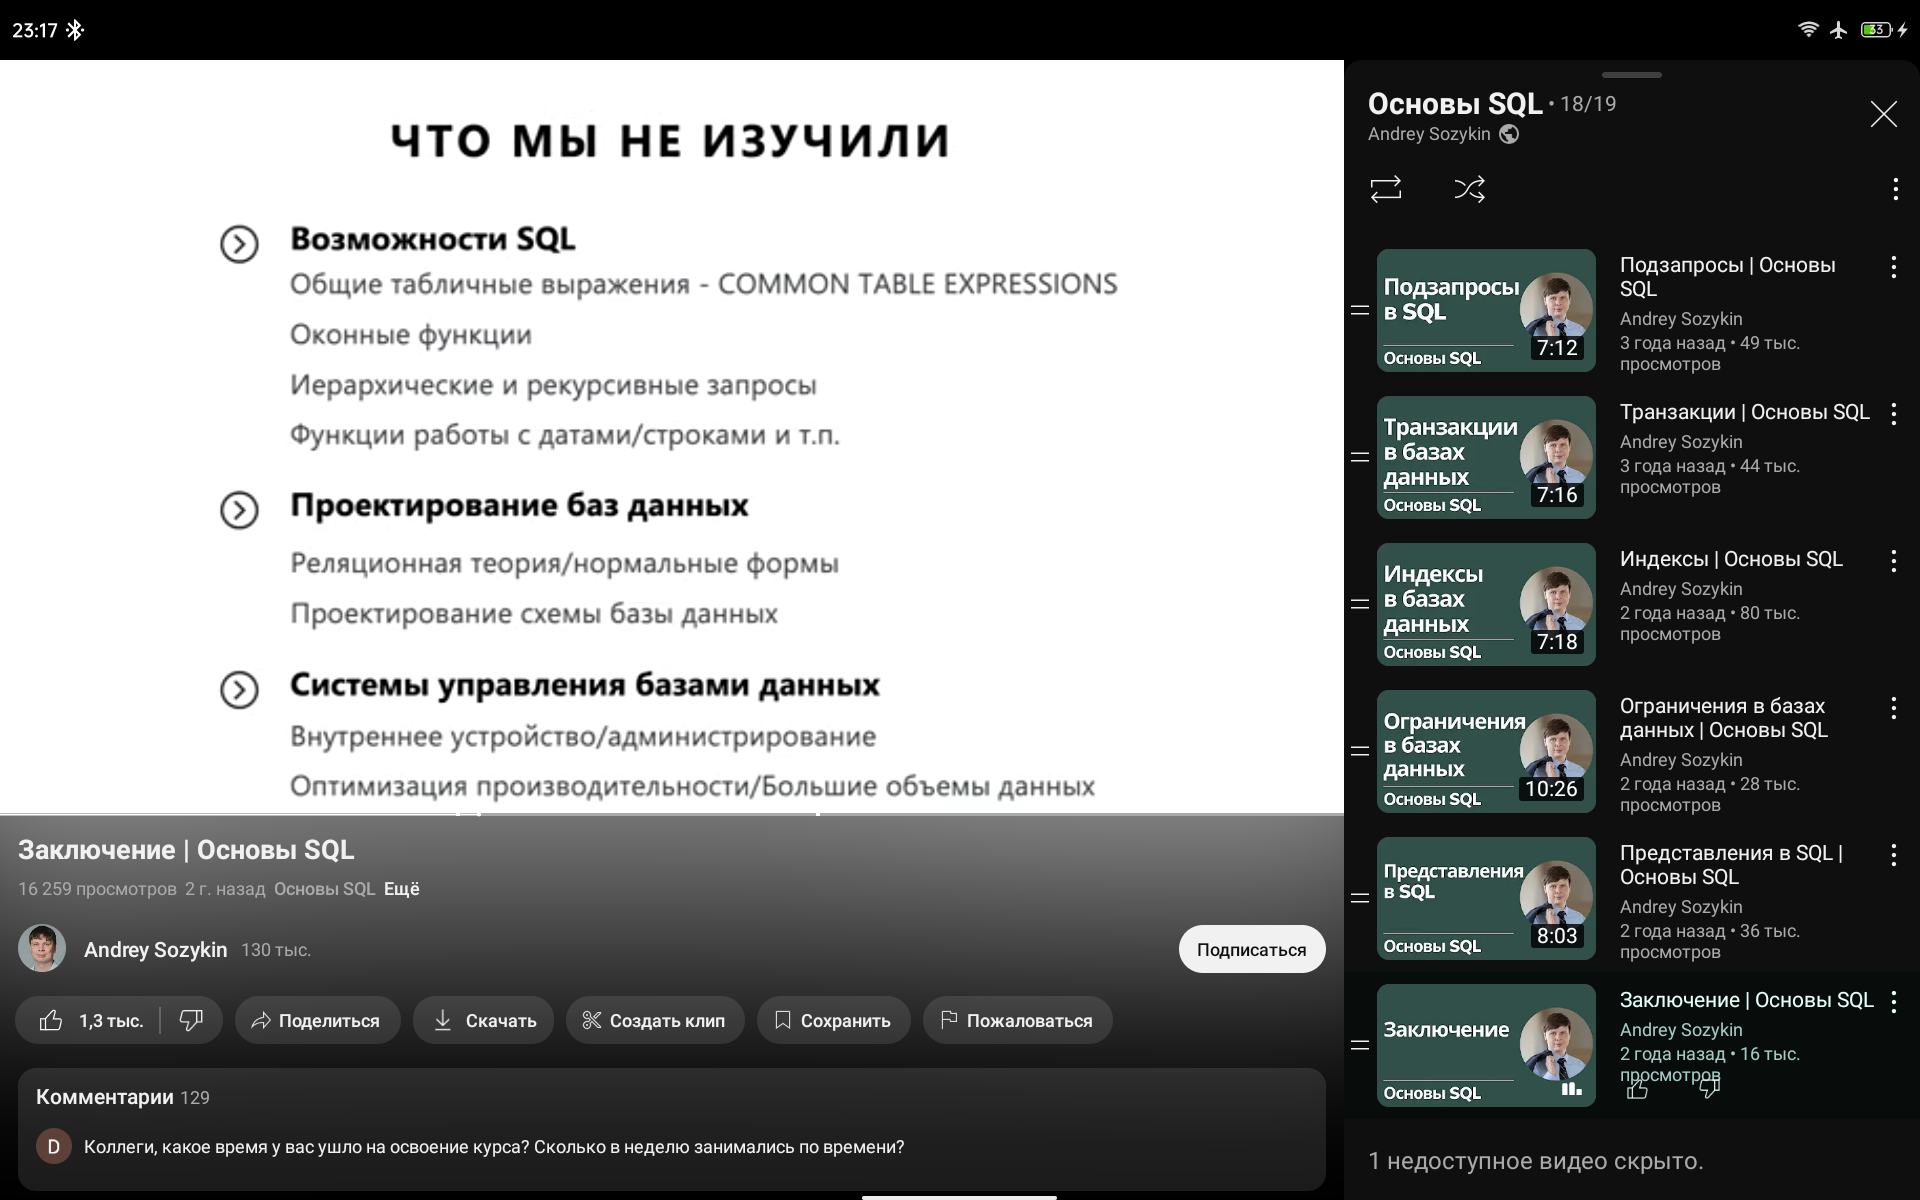 23:17
33
ЧТО МЫ НЕ ИЗУЧИЛИ
Возможности SQL
Общие табличные выражения - COMMON TABLE EXPRESSIONS
Оконные функции
Иерархические и рекурсивные запросы
Функции работы с датами/строками и т.п.
Проектирование баз данных
Реляционная теория/нормальные формы
Проектирование схемы базы данных
Системы управления базами данных
Внутреннее устройство/администрирование
Оптимизация производительности/Большие объемы данных
Заключение | Основы SQL
16 259 просмотров 2 г. назад Основы SQL Ещё
Andrey Sozykin 130 тыс.
Подписаться
1,3 тыс.
Поделиться
Скачать
Создать клип
Сохранить
Пожаловаться
Комментарии 129
D
Коллеги, какое время у вас ушло на освоение курса? Сколько в неделю занимались по времени?
Основы SQL • 18/19
Andrey Sozykin
Подзапросы
в SQL
7:12
Основы SQL
Подзапросы | Основы
SQL
Andrey Sozykin
3 года назад • 49 тыс.
просмотров
Транзакции
в базах
данных
7:16
Основы SQL
Транзакции | Основы SQL
Andrey Sozykin
3 года назад • 44 тыс.
просмотров
Индексы
в базах
данных
7:18
Основы SQL
Индексы | Основы SQL
Andrey Sozykin
2 года назад • 80 тыс.
просмотров
Ограничения
в базах
данных
10:26
Основы SQL
Ограничения в базах
данных | Основы SQL
Andrey Sozykin
2 года назад • 28 тыс.
просмотров
Представления
в SQL
8:03
Основы SQL
Представления в SQL |
Основы SQL
Andrey Sozykin
2 года назад • 36 тыс.
просмотров
Заключение
Основы SQL
Заключение | Основы SQL
Andrey Sozykin
2 года назад • 16 тыс.
просмотров
1 недоступное видео скрыто.